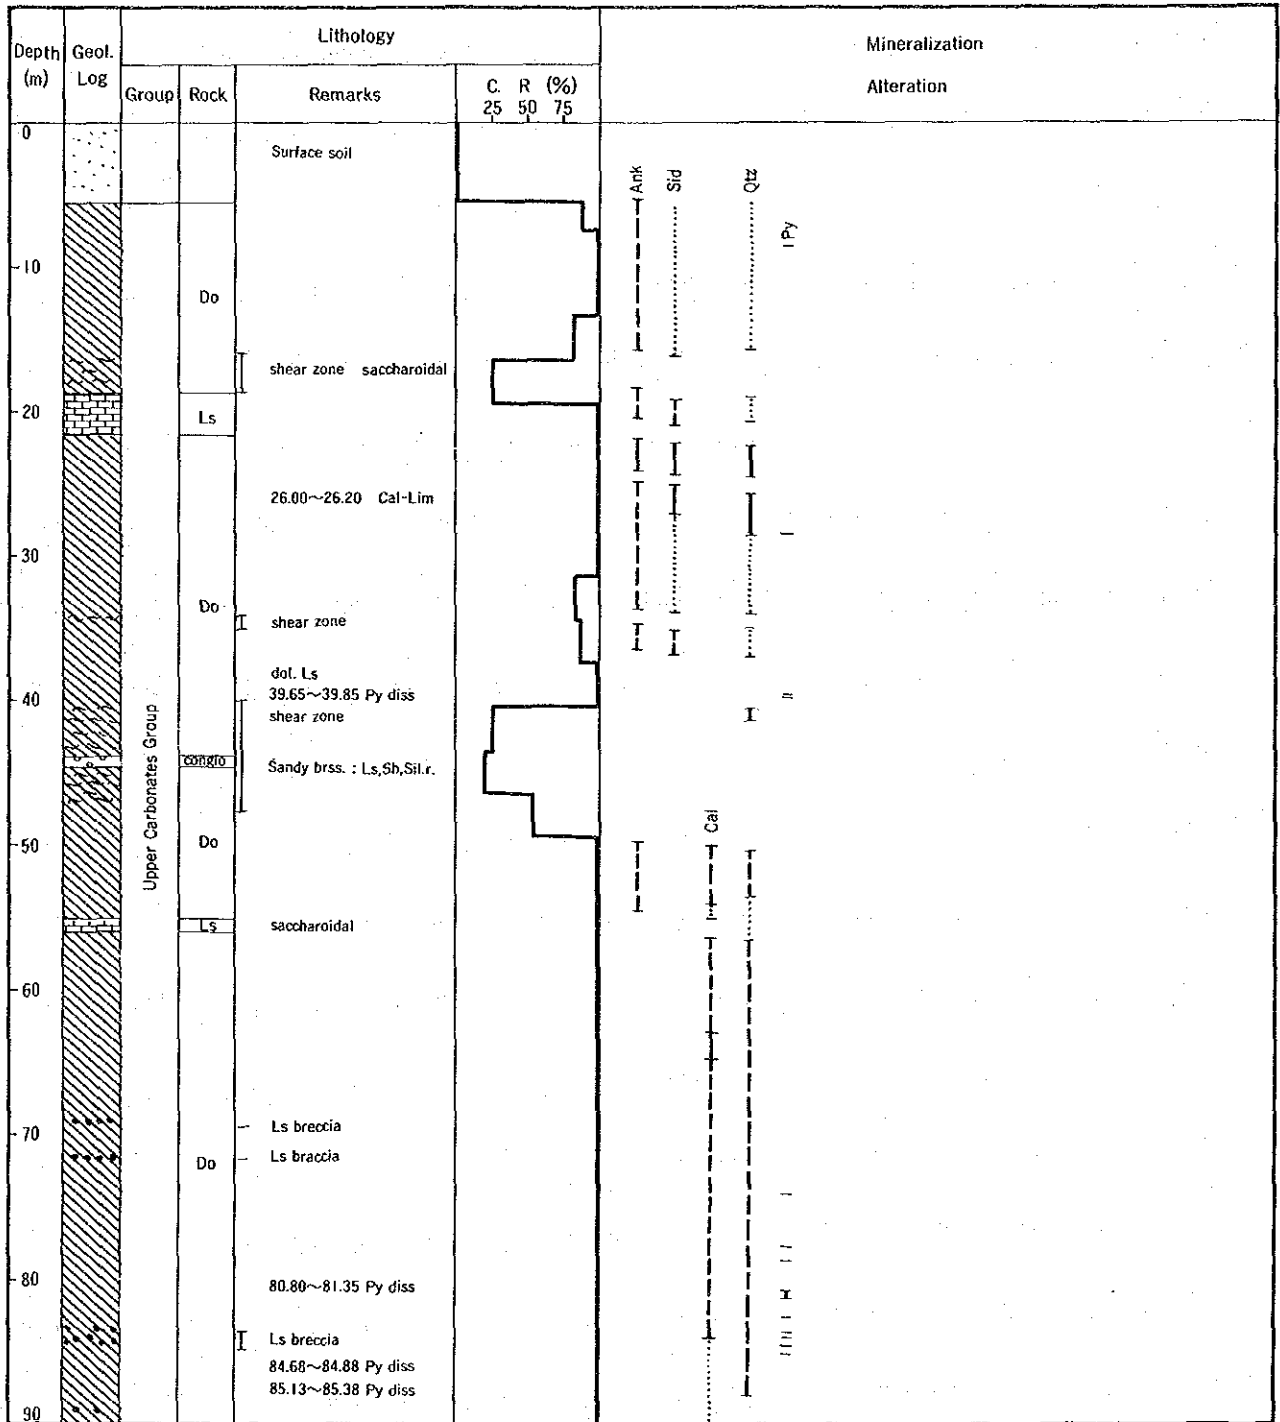 Lithology
Mineralization
Depth
(m)
Geol.
Log
Alteration
Group
Rock
Remarks
C. R (%)
25 50 75
0
Surface soil
Ank
Sid
Qtz
Py
10
Do
shear zone saccharoidal
20
Ls
26.00~26.20 Cal-Lim
30
Do
shear zone
dol. Ls
39.65~39.85 Py diss
40
shear zone
Upper Carbonates Group
conglo
Sandy brss. : Ls,Sh,Sil.r.
Cal
50
Do
Ls
saccharoidal
60
Ls breccia
70
Ls braccia
Do
80
80.80~81.35 Py diss
Ls breccia
84.68~84.88 Py diss
85.13~85.38 Py diss
90